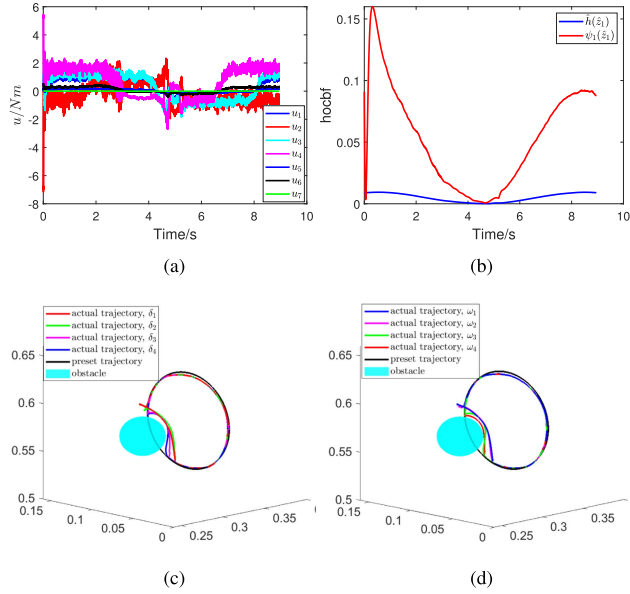 6
4
2
0
-2
-4
-6
-8
u/Nm
u₁
u₂
u₃
u₄
u₅
u₆
u₇
0 2 4 6 8 10
Time/s
(a)
0.15
0.1
0.05
0
hocbf
ĥ(ẑ₁)
ψ₁(ẑ₁)
0 2 4 6 8 10
Time/s
(b)
actual trajectory, δ₁
actual trajectory, δ₂
actual trajectory, δ₃
actual trajectory, δ₄
preset trajectory
obstacle
0.65
0.6
0.55
0.5
0.15 0.1 0.05 0
0.25 0.3 0.35
(c)
actual trajectory, ω₁
actual trajectory, ω₂
actual trajectory, ω₃
actual trajectory, ω₄
preset trajectory
obstacle
0.65
0.6
0.55
0.5
0.15 0.1 0.05 0
0.25 0.3 0.35
(d)